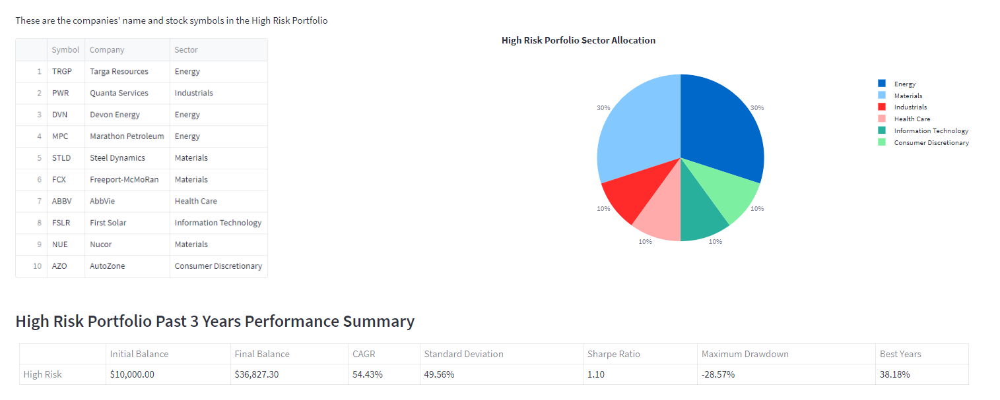 These are the companies' name and stock symbols in the High Risk Portfolio
Symbol Company Sector
1 TRGP Targa Resources Energy
2 PWR Quanta Services Industrials
3 DVN Devon Energy Energy
4 MPC Marathon Petroleum Energy
5 STLD Steel Dynamics Materials
6 FCX Freeport-McMoRan Materials
7 ABBV AbbVie Health Care
8 FSLR First Solar Information Technology
9 NUE Nucor Materials
10 AZO AutoZone Consumer Discretionary
High Risk Porfolio Sector Allocation
30% 30%
10% 10%
10% 10%
Energy
Materials
Industrials
Health Care
Information Technology
Consumer Discretionary
High Risk Portfolio Past 3 Years Performance Summary
Initial Balance Final Balance CAGR Standard Deviation Sharpe Ratio Maximum Drawdown Best Years
High Risk $10,000.00 $36,827.30 54.43% 49.56% 1.10 -28.57% 38.18%